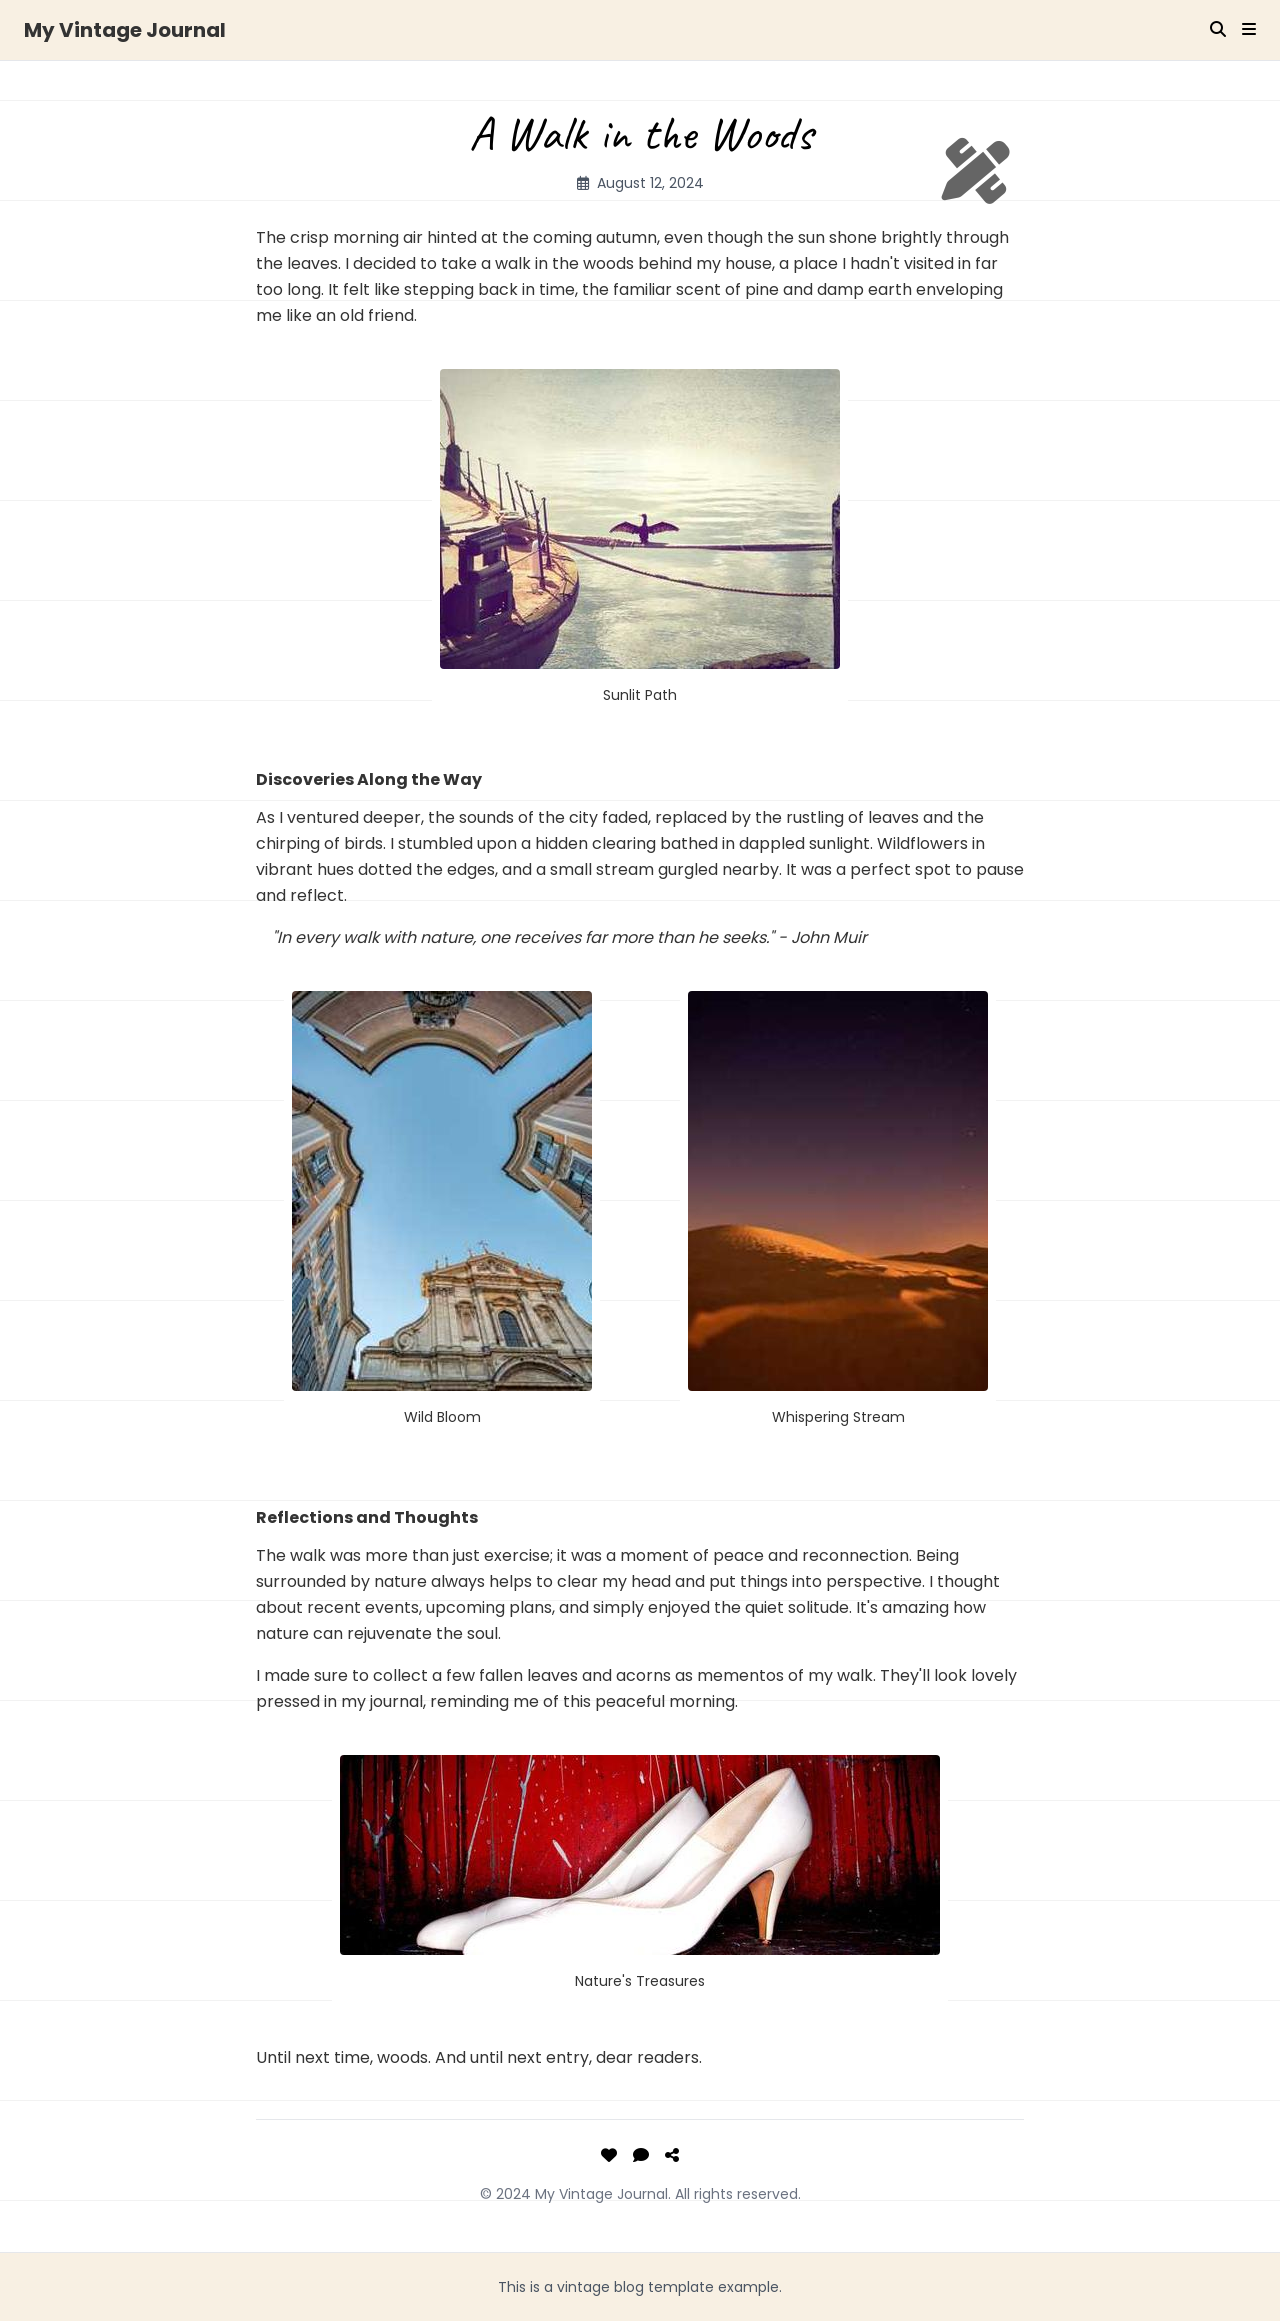 My Vintage Journal
A Walk in the Woods
August 12, 2024
The crisp morning air hinted at the coming autumn, even though the sun shone brightly through
the leaves. I decided to take a walk in the woods behind my house, a place I hadn't visited in far
too long. It felt like stepping back in time, the familiar scent of pine and damp earth enveloping
me like an old friend.
Sunlit Path
Discoveries Along the Way
As I ventured deeper, the sounds of the city faded, replaced by the rustling of leaves and the
chirping of birds. I stumbled upon a hidden clearing bathed in dappled sunlight. Wildflowers in
vibrant hues dotted the edges, and a small stream gurgled nearby. It was a perfect spot to pause
and reflect.
"In every walk with nature, one receives far more than he seeks." - John Muir
Wild Bloom
Whispering Stream
Reflections and Thoughts
The walk was more than just exercise; it was a moment of peace and reconnection. Being
surrounded by nature always helps to clear my head and put things into perspective. I thought
about recent events, upcoming plans, and simply enjoyed the quiet solitude. It's amazing how
nature can rejuvenate the soul.
I made sure to collect a few fallen leaves and acorns as mementos of my walk. They'll look lovely
pressed in my journal, reminding me of this peaceful morning.
Nature's Treasures
Until next time, woods. And until next entry, dear readers.
© 2024 My Vintage Journal. All rights reserved.
This is a vintage blog template example.